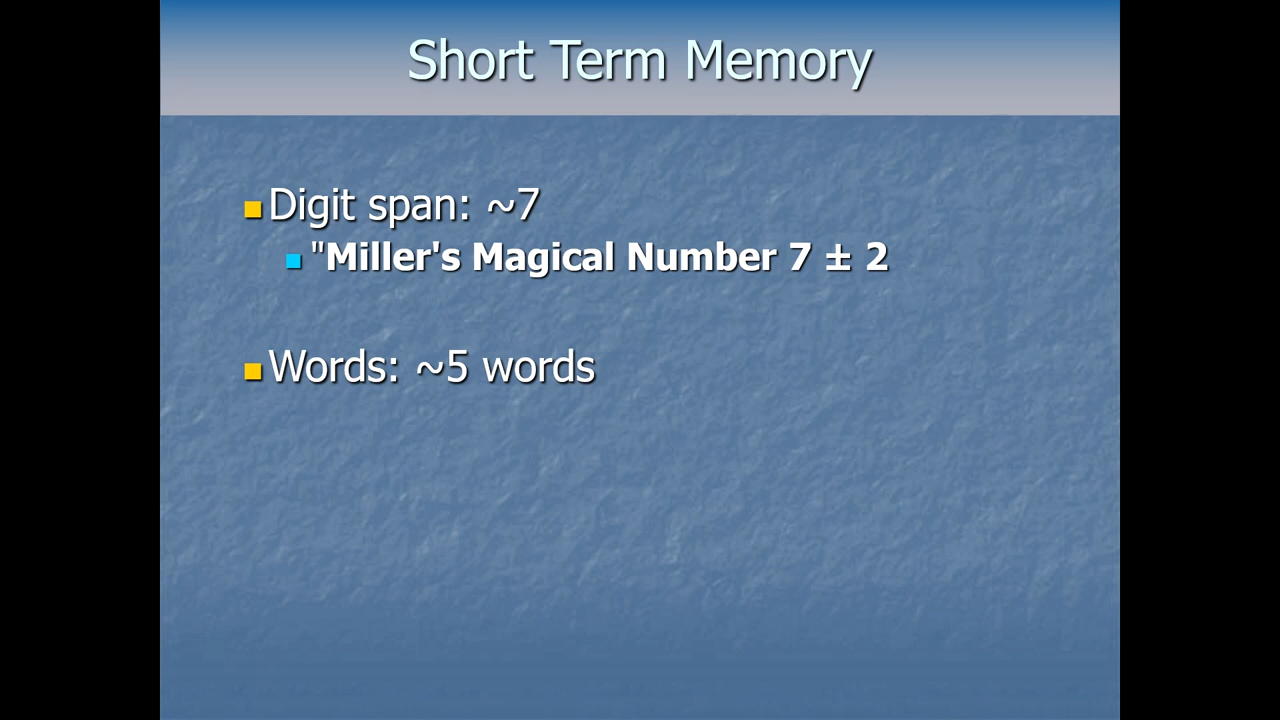 Short Term Memory
Digit span: ~7
"Miller's Magical Number 7 ± 2
Words: ~5 words